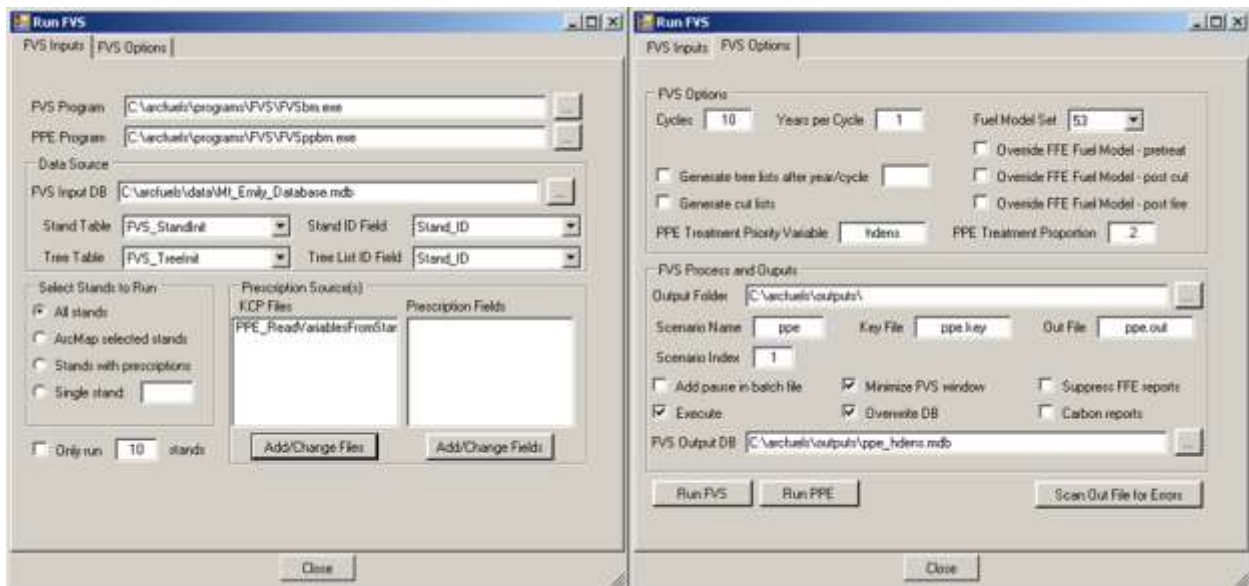 Run FVS
FVS Inputs FVS Options
FVS Program C:\arcfuels\programs\FVS\FVSbm.exe ...
PPE Program C:\arcfuels\programs\FVS\FVSppbm.exe ...
Data Source
FVS Input DB C:\arcfuels\data\Mt_Emily_Database.mdb ...
Stand Table FVS_StandInit Stand ID Field Stand_ID
Tree Table FVS_TreeInit Tree List ID Field Stand_ID
Select Stands to Run
All stands
ArcMap selected stands
Stands with prescriptions
Single stand:
Only run 10 stands
Prescription Source(s)
KCP Files Prescription Fields
PPE_ReadVariablesFromStar
Add/Change Files Add/Change Fields
Close
Run FVS
FVS Inputs FVS Options
FVS Options
Cycles 10 Years per Cycle 1 Fuel Model Set 53
Override FFE Fuel Model - pretreat
Generate tree lists after year/cycle Override FFE Fuel Model - post cut
Generate cut lists Override FFE Fuel Model - post fire
PPE Treatment Priority Variable hdens PPE Treatment Proportion .2
FVS Process and Ouputs
Output Folder C:\arcfuels\outputs\ ...
Scenario Name ppe Key File ppe.key Out File ppe.out
Scenario Index 1
Add pause in batch file Minimize FVS window Suppress FFE reports
Execute Overwrite DB Carbon reports
FVS Output DB C:\arcfuels\outputs\ppe_hdens.mdb ...
Run FVS Run PPE Scan Out File for Errors
Close